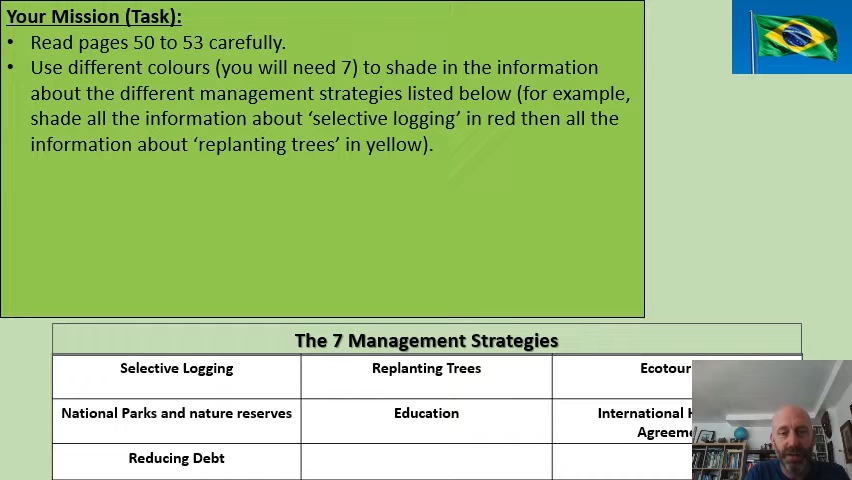 Your Mission (Task):
• Read pages 50 to 53 carefully.
• Use different colours (you will need 7) to shade in the information
about the different management strategies listed below (for example,
shade all the information about ‘selective logging’ in red then all the
information about ‘replanting trees’ in yellow).
The 7 Management Strategies
Selective Logging Replanting Trees
National Parks and nature reserves Education International
Reducing Debt